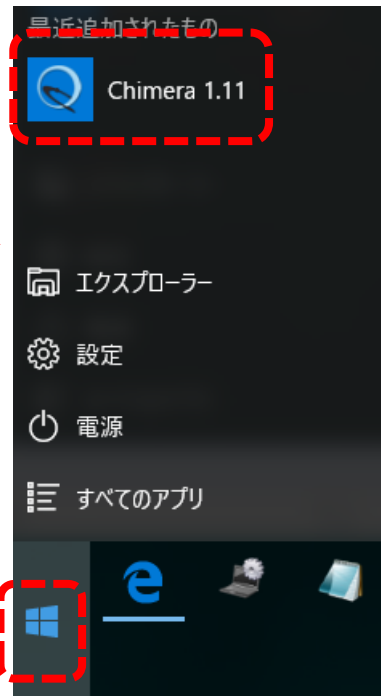 最近追加されたもの
Chimera 1.11
エクスプローラー
設定
電源
すべてのアプリ